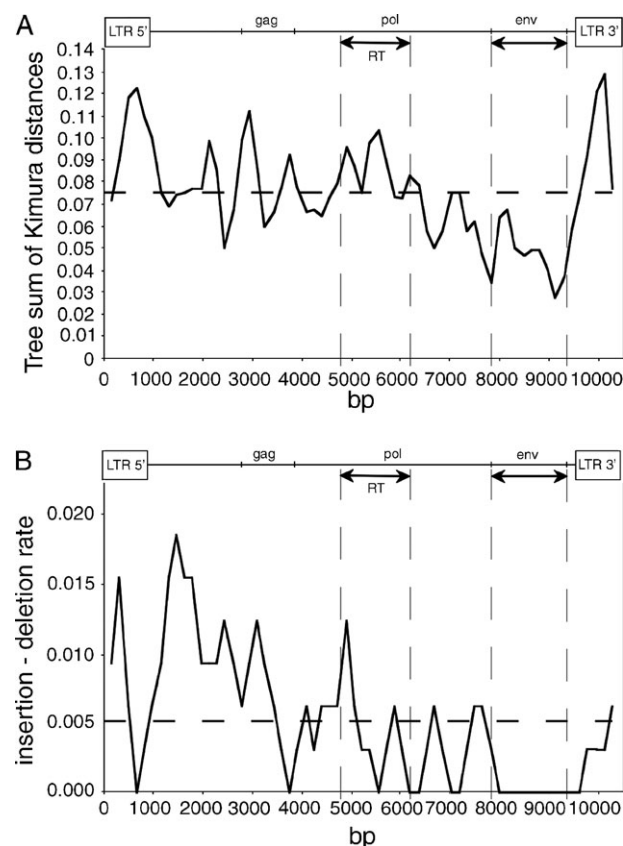 A
LTR 5' gag pol env LTR 3'
RT
Tree sum of Kimura distances
0.14
0.13
0.12
0.11
0.10
0.09
0.08
0.07
0.06
0.05
0.04
0.03
0.02
0.01
0
0 1000 2000 3000 4000 5000 6000 7000 8000 9000 10000
bp
B
LTR 5' gag pol env LTR 3'
RT
insertion - deletion rate
0.020
0.015
0.010
0.005
0.000
0 1000 2000 3000 4000 5000 6000 7000 8000 9000 10000
bp